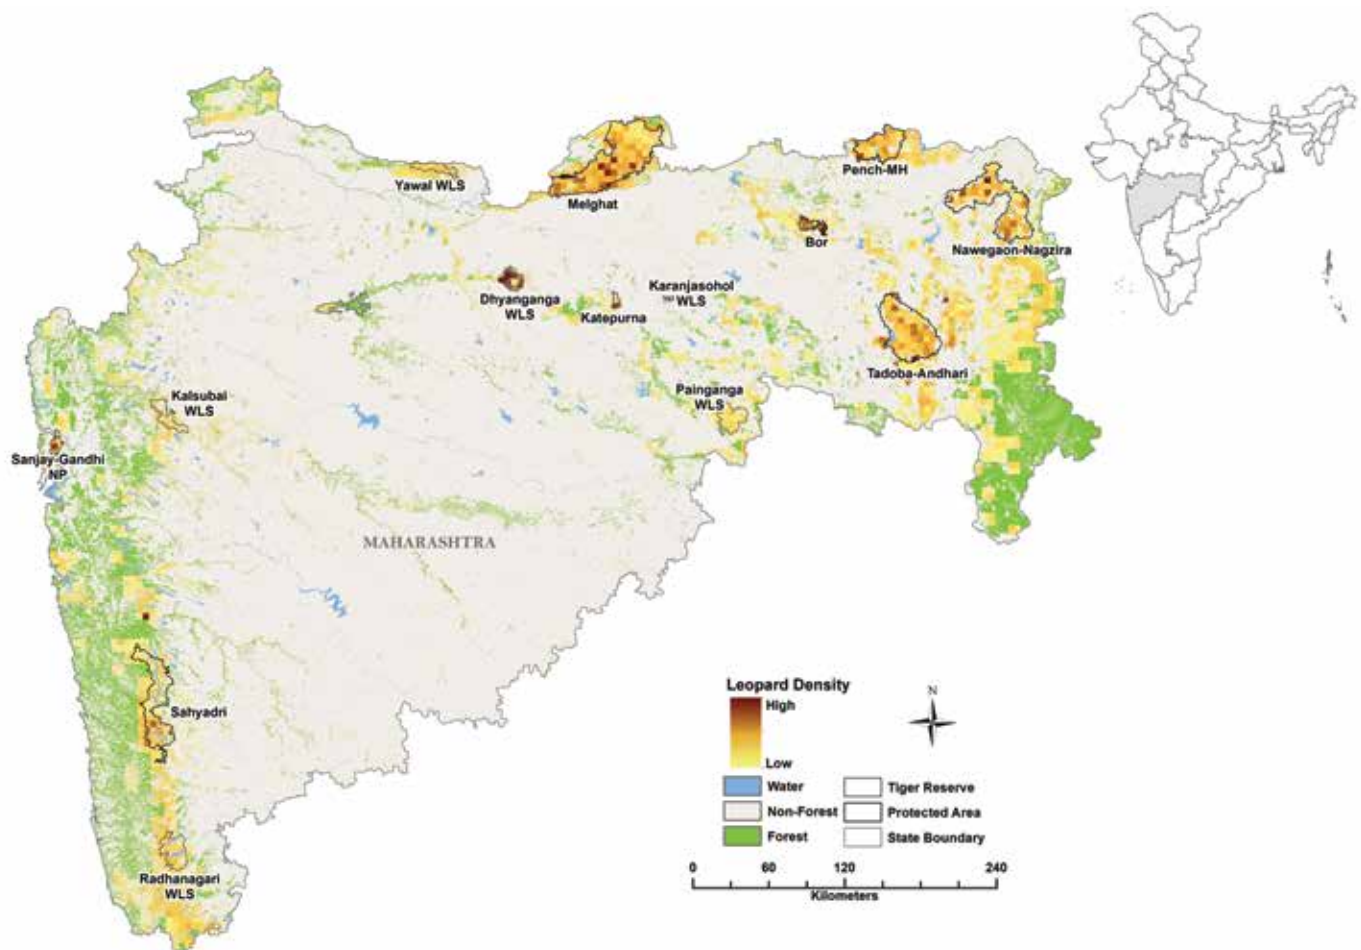 Yawal WLS
Melghat
Pench-MH
Bor
Nawegaon-Nagzira
Dhyanganga
WLS
Katepurna
Karanjasohol
WLS
Tadoba-Andhari
Painganga
WLS
Kalsubai
WLS
Sanjay-Gandhi
NP
MAHARASHTRA
Sahyadri
Radhanagari
WLS
Leopard Density
High
Low
Water
Non-Forest
Forest
Tiger Reserve
Protected Area
State Boundary
N
0 60 120 240
Kilometers